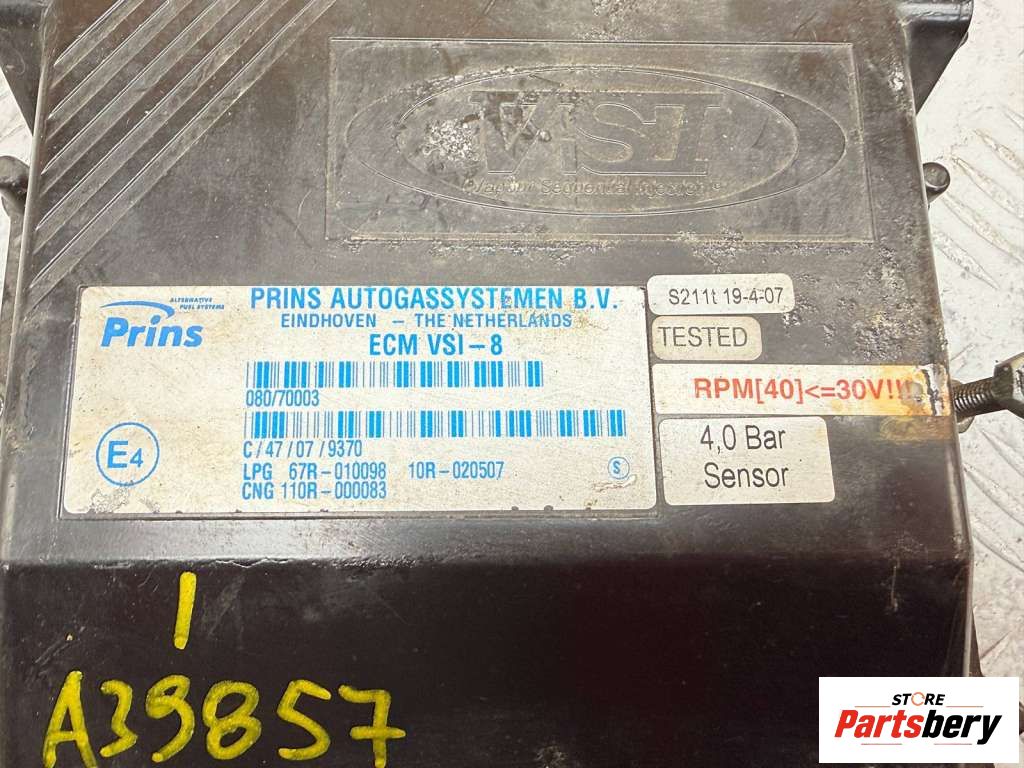 VSI
Vapour Sequential Injection
ALTERNATIVE
FUEL SYSTEMS
Prins
PRINS AUTOGASSYSTEMEN B.V.
EINDHOVEN – THE NETHERLANDS
ECM VSI-8
080/70003
C/47/07/9370
LPG 67R-010098 10R-020507
CNG 110R-000083
E4
S
S211t 19-4-07
TESTED
RPM[40]<=30V!!!
4,0 Bar
Sensor
I
A39857
STORE
Partsbery